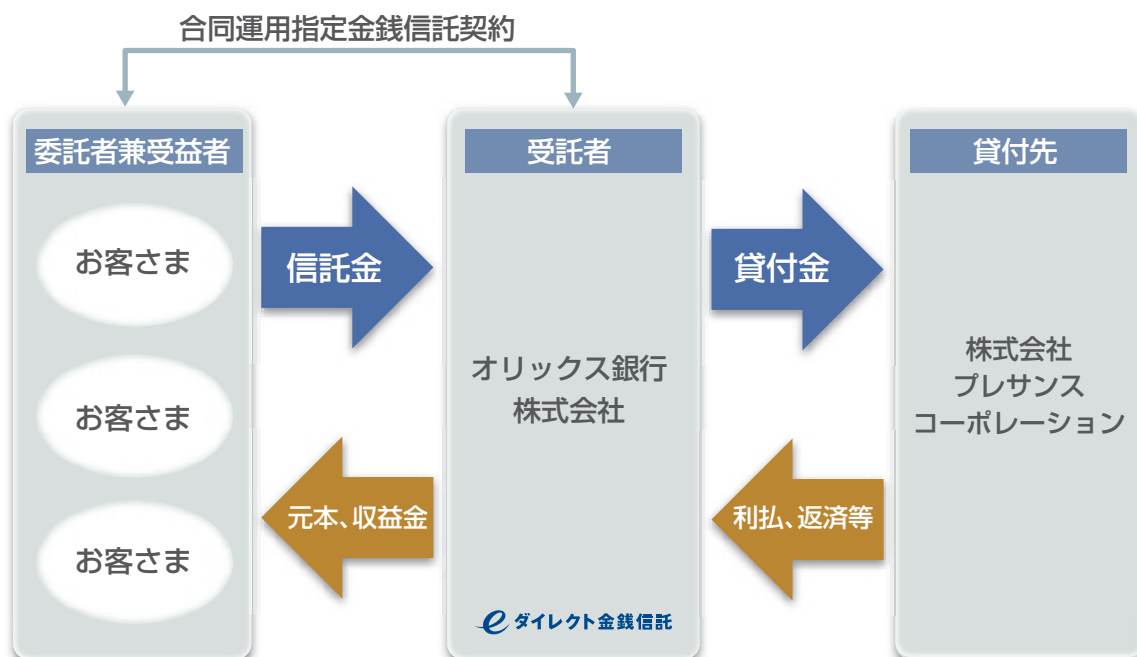 合同運用指定金銭信託契約
委託者兼受益者
お客さま
お客さま
お客さま
信託金
元本、収益金
受託者
オリックス銀行
株式会社
eダイレクト金銭信託
貸付金
利払、返済等
貸付先
株式会社
プレサンス
コーポレーション